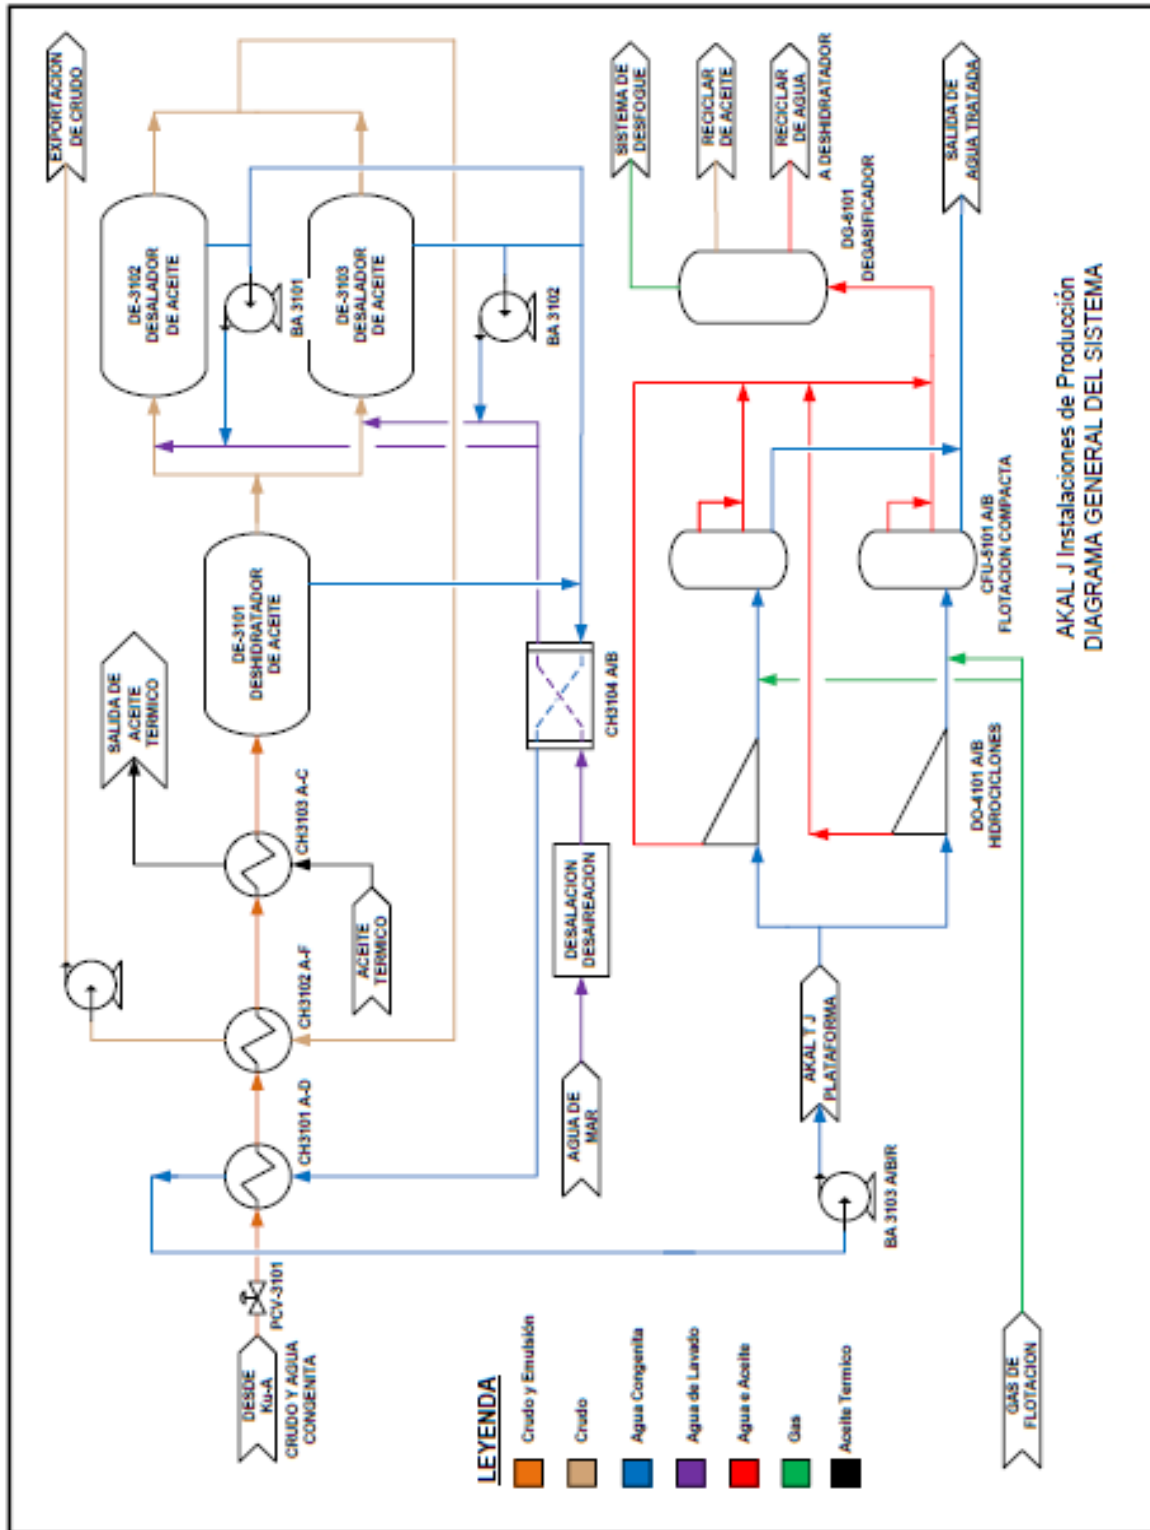 EXPORTACION
DE CRUDO
DE-3102
DESALADOR
DE ACEITE
BA 3101
DE-3103
DESALADOR
DE ACEITE
BA 3102
SALIDA DE
ACEITE
TERMICO
DE-3101
DESHIDRATADOR
DE ACEITE
CH3103 A-C
ACEITE
TERMICO
CH3102 A-F
CH3101 A-D
PCV-3101
DESDE
Ku-A
CRUDO Y AGUA
CONGENITA
CH3104 A/B
DESALACION
DESAIREACION
AGUA DE
MAR
SISTEMA DE
DESFOGUE
RECICLAR
DE ACEITE
RECICLAR
DE AGUA
A DESHIDRATADOR
DG-6101
DEGASIFICADOR
SALIDA DE
AGUA TRATADA
CFU-5101 A/B
FLOTACION COMPACTA
DO-4101 A/B
HIDROCICLONES
AKAL Y J
PLATAFORMA
BA 3103 A/B/R
GAS DE
FLOTACION
LEYENDA
Crudo y Emulsión
Crudo
Agua Congenita
Agua de Lavado
Agua e Aceite
Gas
Aceite Termico
AKAL J Instalaciones de Producción
DIAGRAMA GENERAL DEL SISTEMA